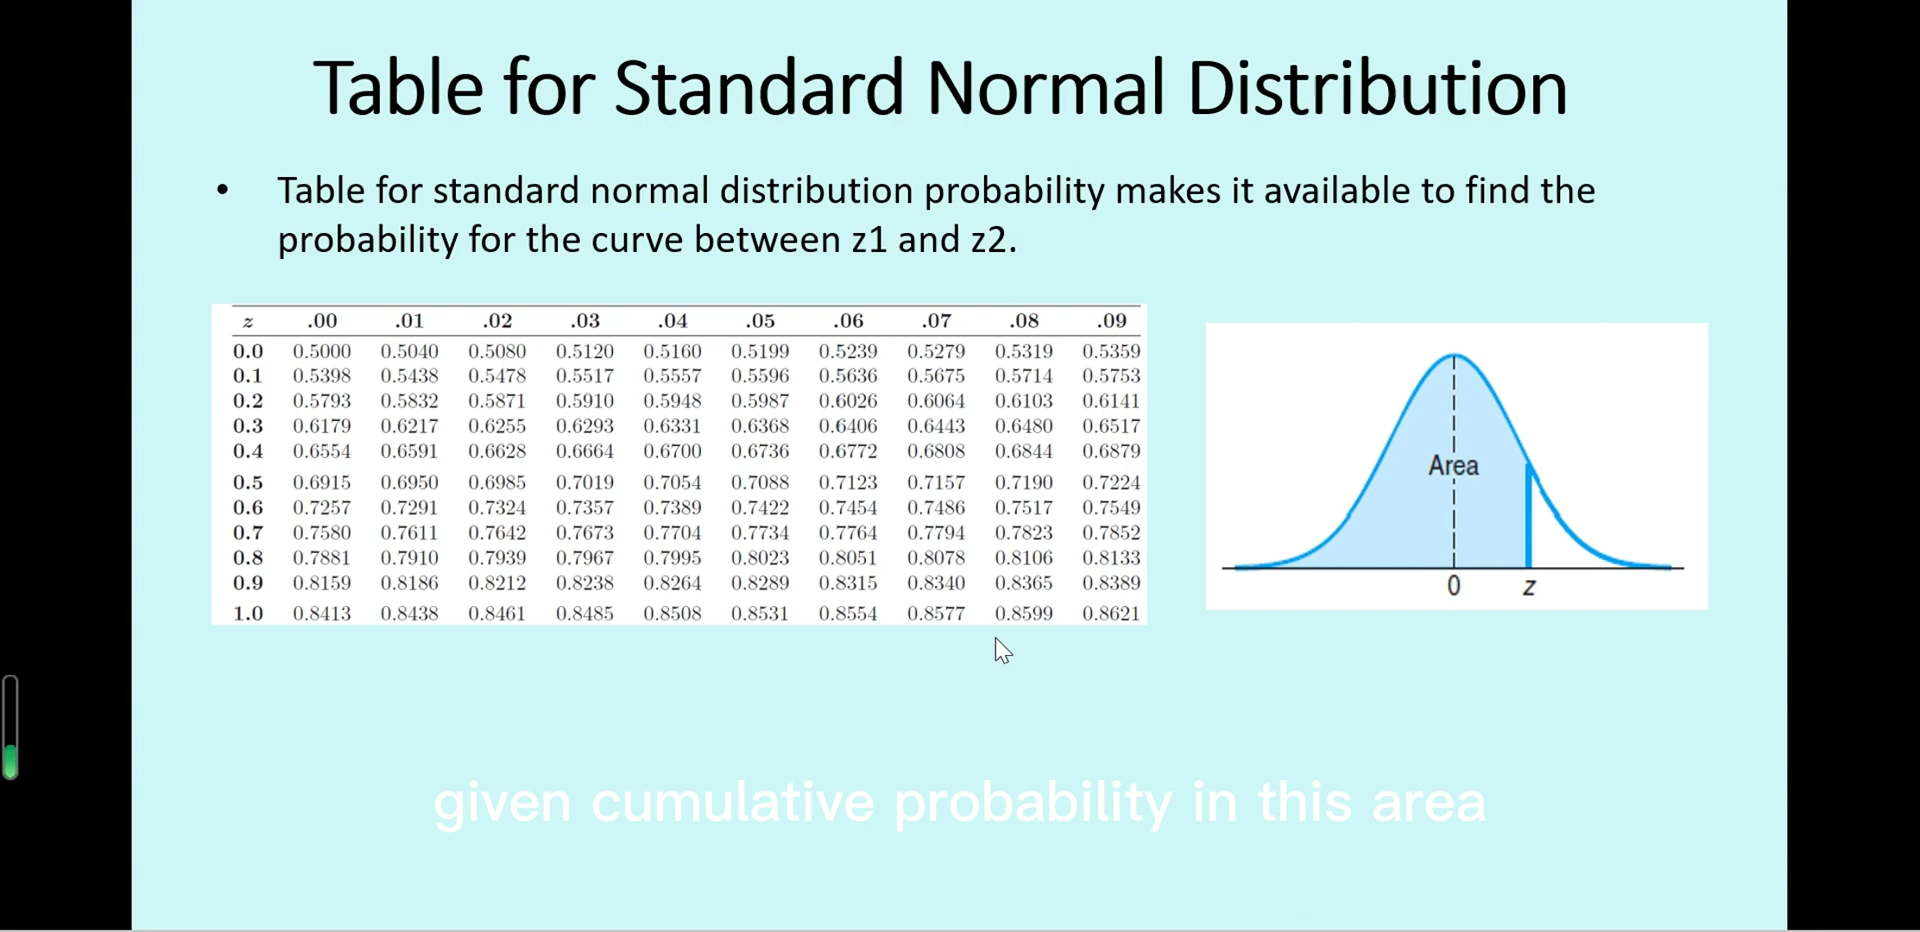 Table for Standard Normal Distribution
• Table for standard normal distribution probability makes it available to find the
probability for the curve between z1 and z2.
z .00 .01 .02 .03 .04 .05 .06 .07 .08 .09
0.0 0.5000 0.5040 0.5080 0.5120 0.5160 0.5199 0.5239 0.5279 0.5319 0.5359
0.1 0.5398 0.5438 0.5478 0.5517 0.5557 0.5596 0.5636 0.5675 0.5714 0.5753
0.2 0.5793 0.5832 0.5871 0.5910 0.5948 0.5987 0.6026 0.6064 0.6103 0.6141
0.3 0.6179 0.6217 0.6255 0.6293 0.6331 0.6368 0.6406 0.6443 0.6480 0.6517
0.4 0.6554 0.6591 0.6628 0.6664 0.6700 0.6736 0.6772 0.6808 0.6844 0.6879
0.5 0.6915 0.6950 0.6985 0.7019 0.7054 0.7088 0.7123 0.7157 0.7190 0.7224
0.6 0.7257 0.7291 0.7324 0.7357 0.7389 0.7422 0.7454 0.7486 0.7517 0.7549
0.7 0.7580 0.7611 0.7642 0.7673 0.7704 0.7734 0.7764 0.7794 0.7823 0.7852
0.8 0.7881 0.7910 0.7939 0.7967 0.7995 0.8023 0.8051 0.8078 0.8106 0.8133
0.9 0.8159 0.8186 0.8212 0.8238 0.8264 0.8289 0.8315 0.8340 0.8365 0.8389
1.0 0.8413 0.8438 0.8461 0.8485 0.8508 0.8531 0.8554 0.8577 0.8599 0.8621
Area
0 z
given cumulative probability in this area